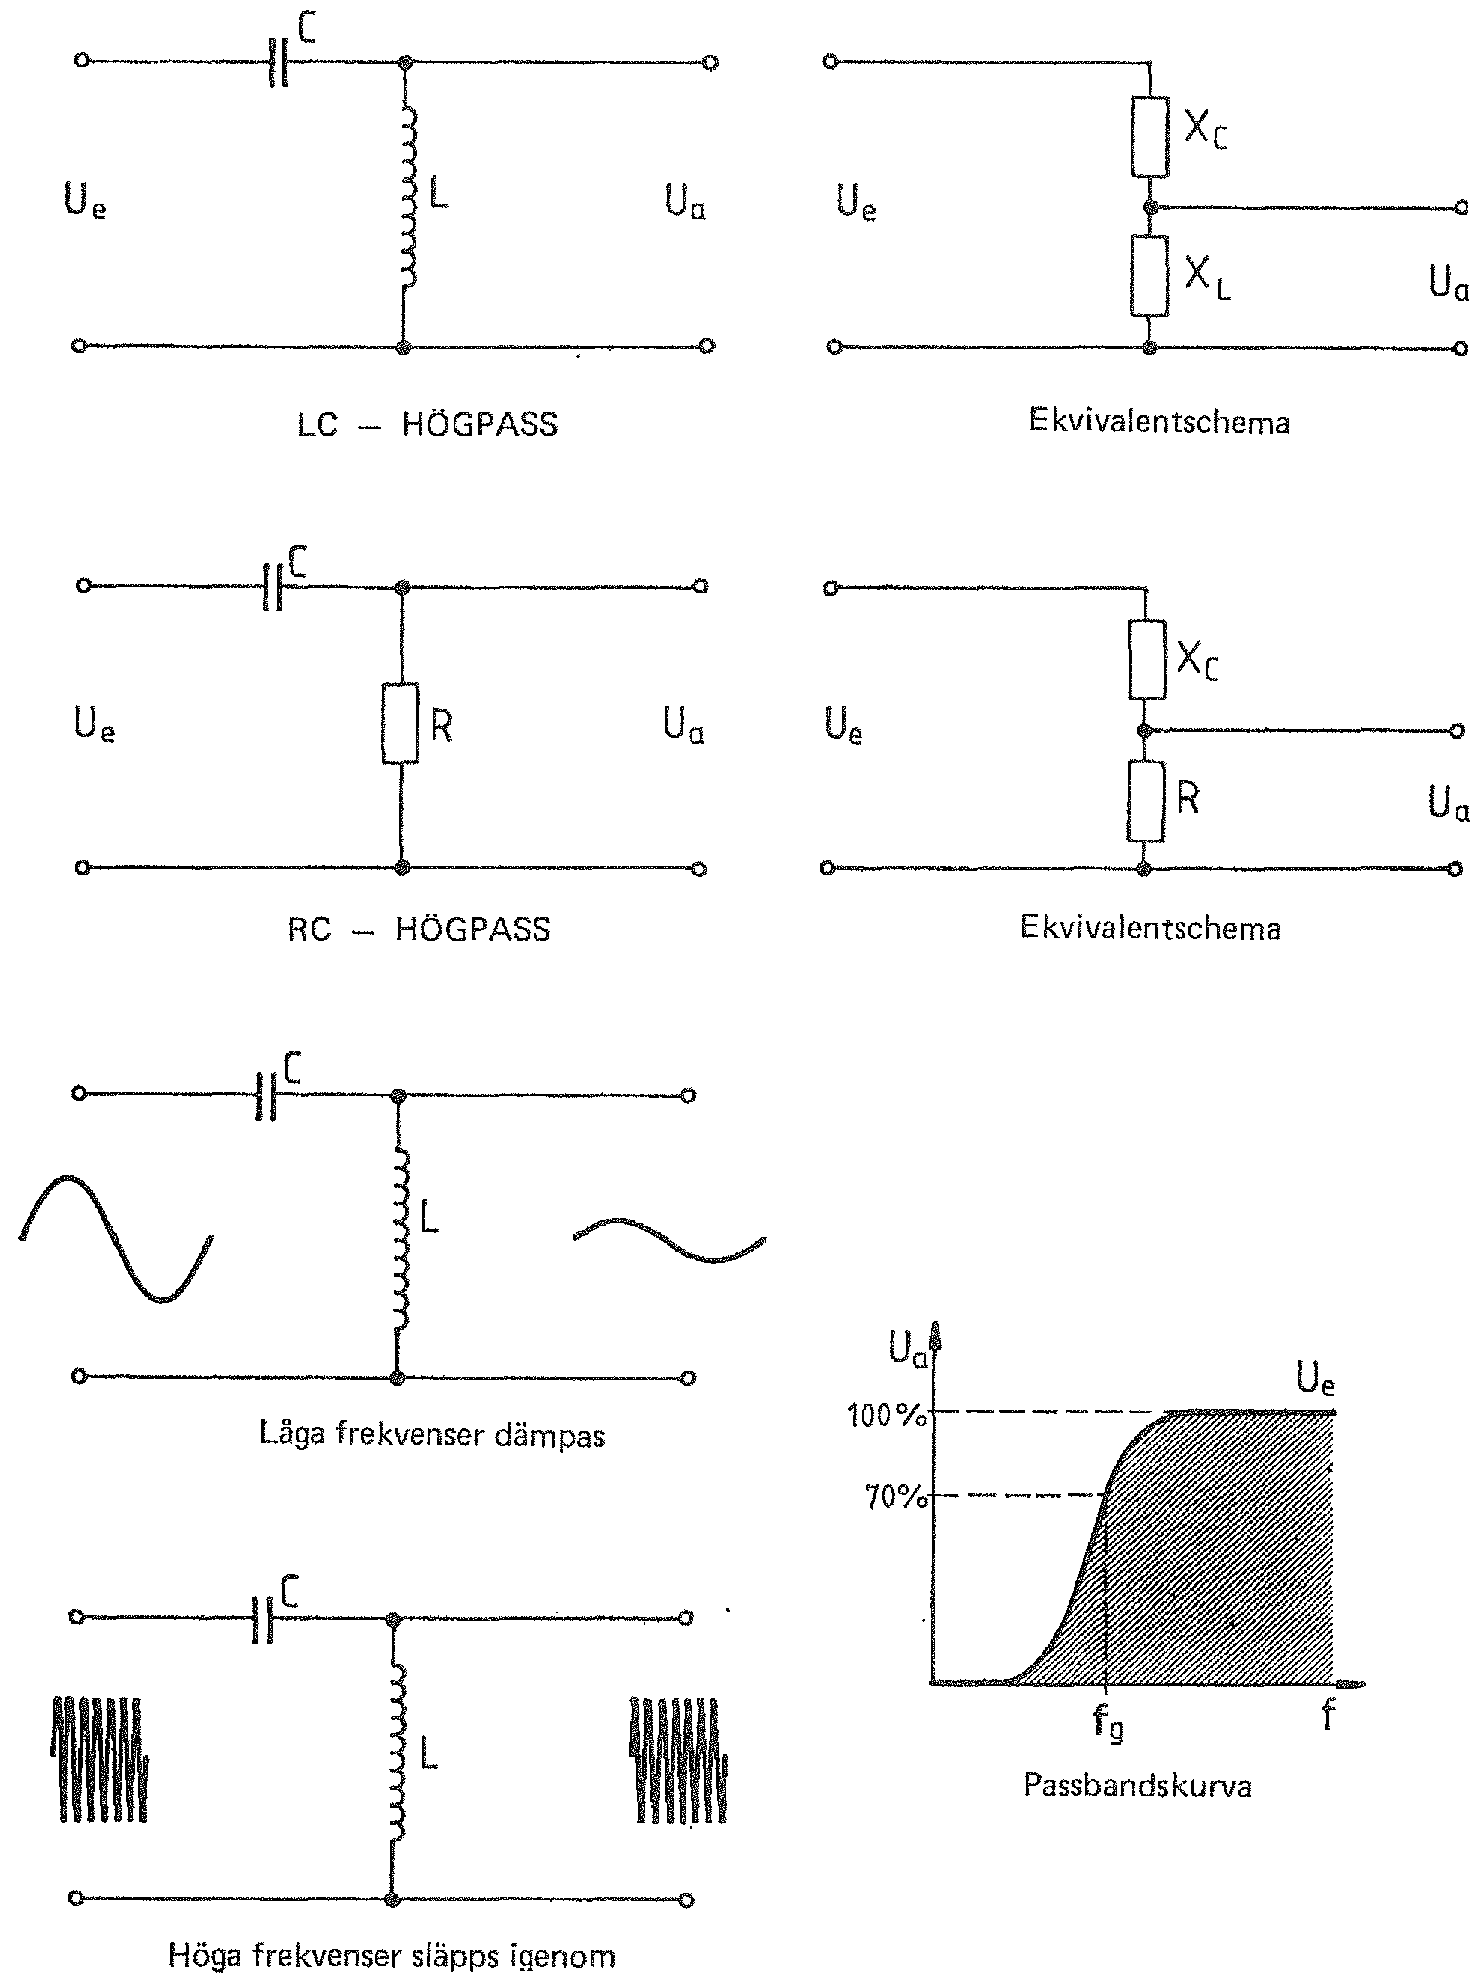 C
L
U_e
U_a
LC – HÖGPASS
X_C
X_L
U_e
U_a
Ekvivalentschema
C
R
U_e
U_a
RC – HÖGPASS
X_C
R
U_e
U_a
Ekvivalentschema
C
L
Låga frekvenser dämpas
U_a
U_e
100%
70%
f_g
f
Passbandskurva
C
L
Höga frekvenser släpps igenom